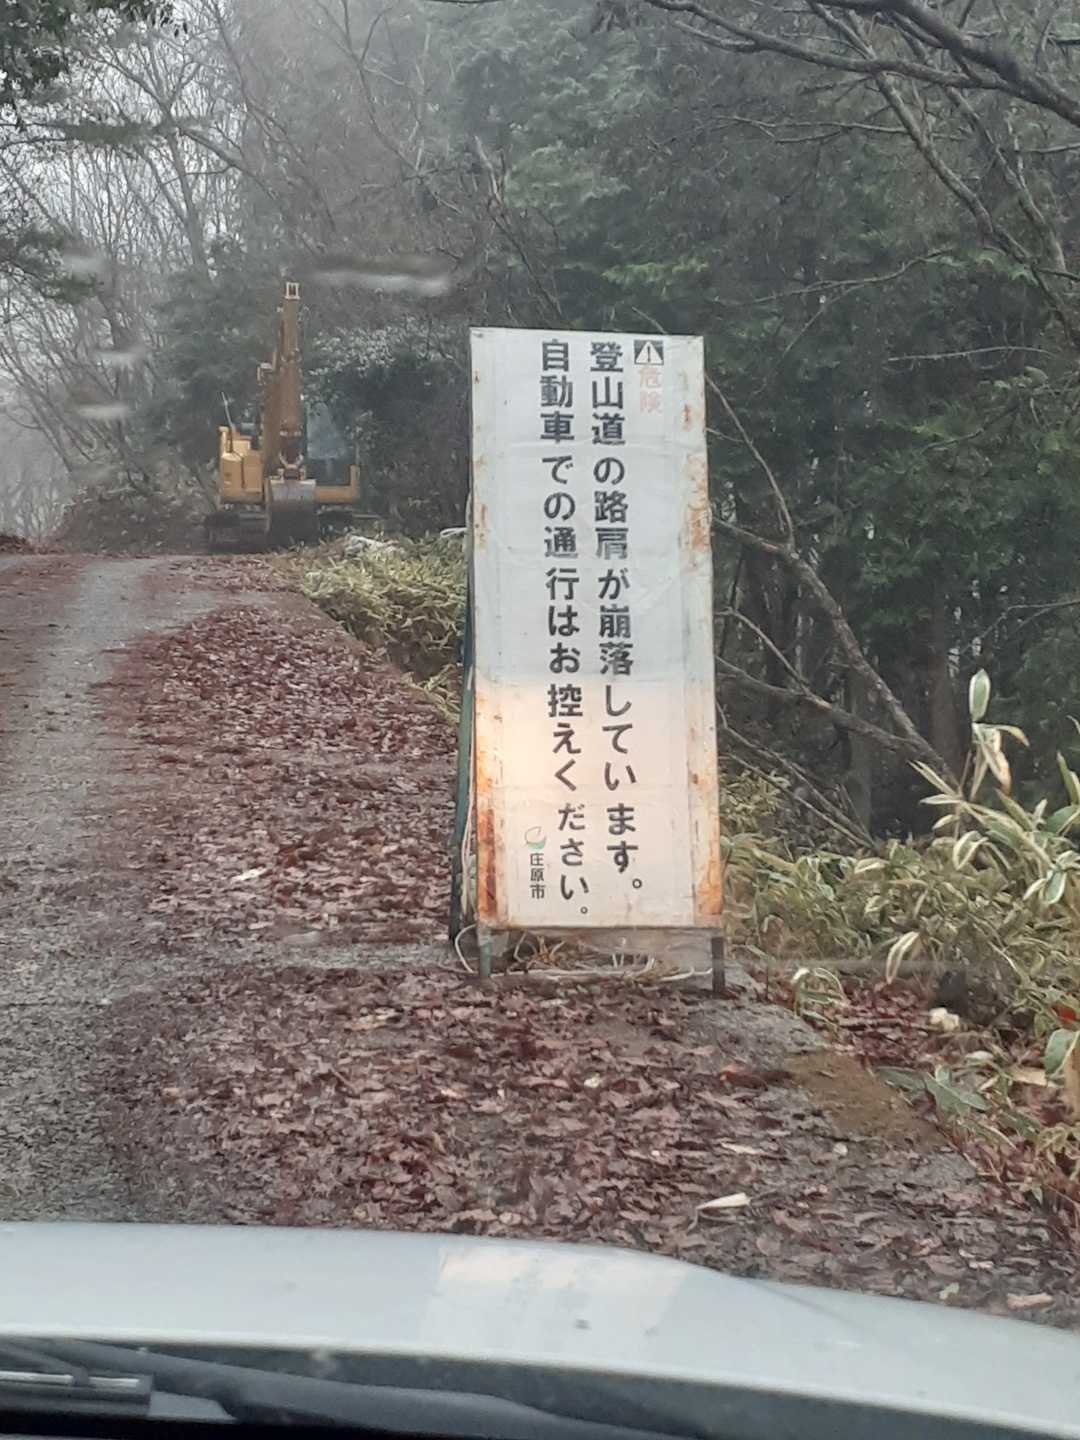 危険
登山道の路肩が崩落しています。
自動車での通行はお控えください。
庄原市